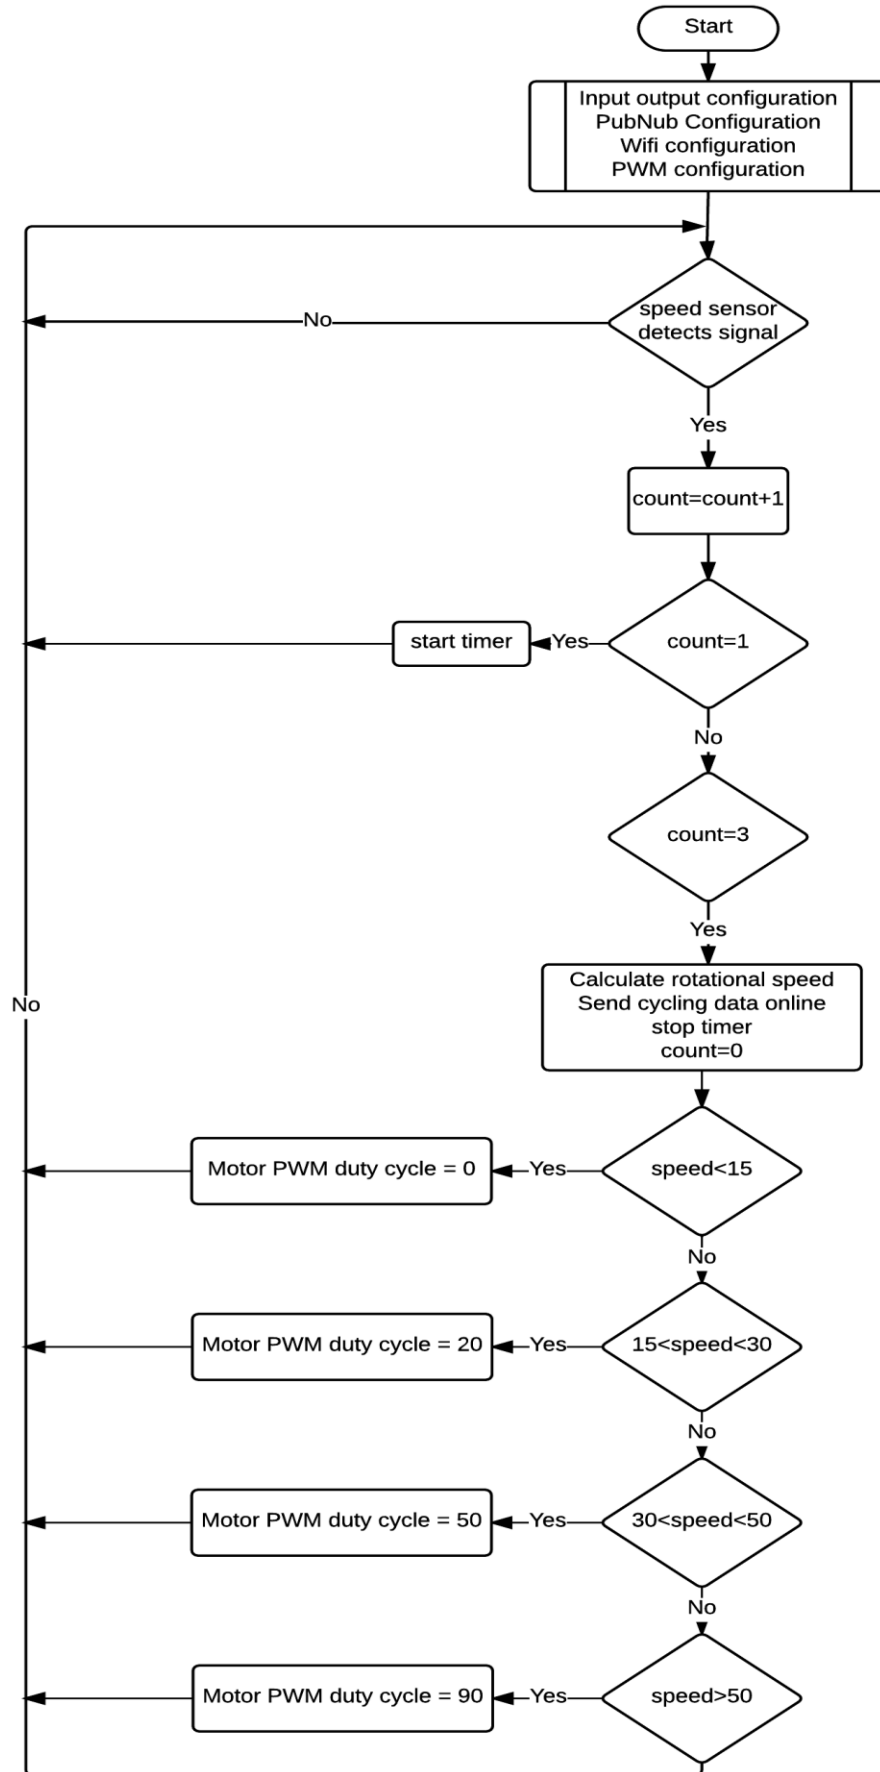 Start
Input output configuration
PubNub Configuration
Wifi configuration
PWM configuration
speed sensor
detects signal
No
Yes
count=count+1
count=1
Yes
start timer
No
count=3
Yes
Calculate rotational speed
Send cycling data online
stop timer
count=0
No
speed<15
Yes
Motor PWM duty cycle = 0
No
15<speed<30
Yes
Motor PWM duty cycle = 20
No
30<speed<50
Yes
Motor PWM duty cycle = 50
No
speed>50
Yes
Motor PWM duty cycle = 90